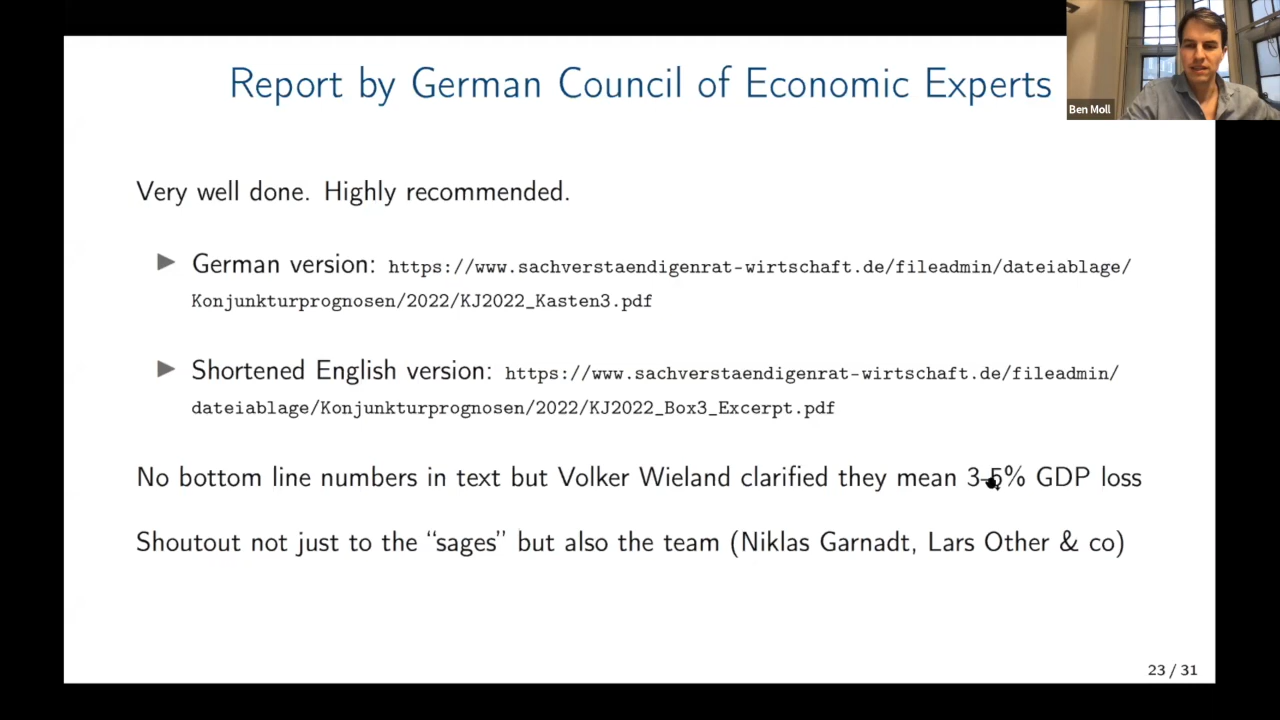 Report by German Council of Economic Experts
Ben Moll
Very well done. Highly recommended.
German version: https://www.sachverstaendigenrat-wirtschaft.de/fileadmin/dateiablage/
Konjunkturprognosen/2022/KJ2022_Kasten3.pdf
Shortened English version: https://www.sachverstaendigenrat-wirtschaft.de/fileadmin/
dateiablage/Konjunkturprognosen/2022/KJ2022_Box3_Excerpt.pdf
No bottom line numbers in text but Volker Wieland clarified they mean 3-5% GDP loss
Shoutout not just to the “sages” but also the team (Niklas Garnadt, Lars Other & co)
23 / 31